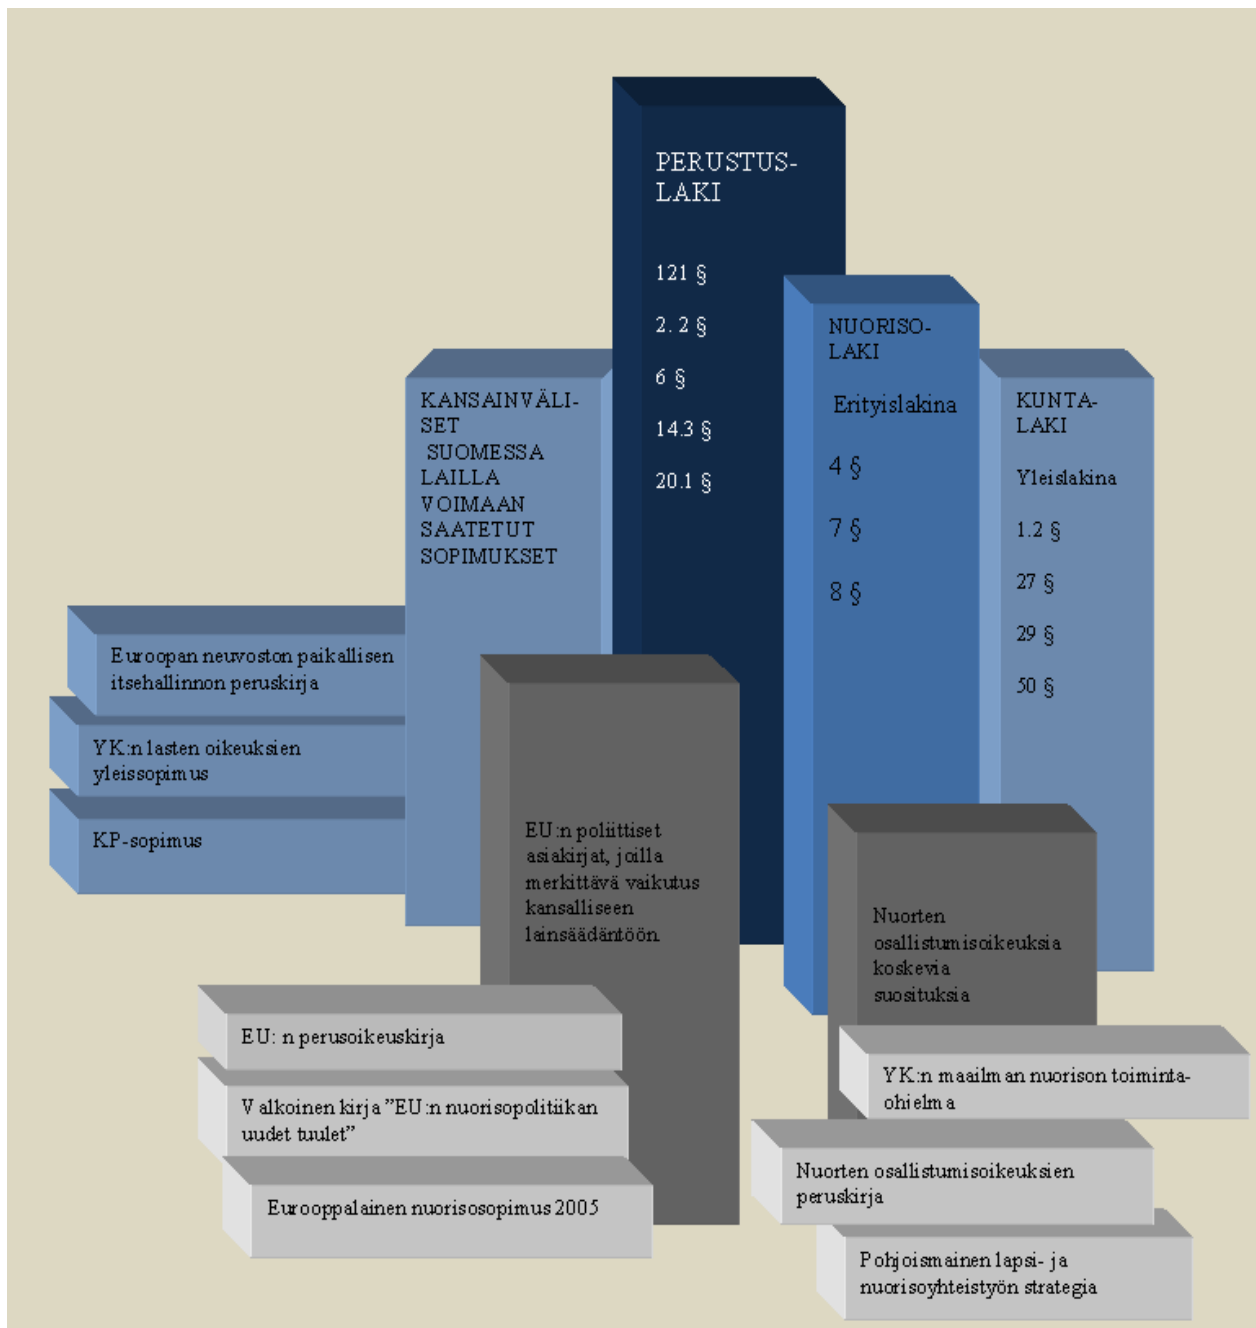 PERUSTUS-
LAKI
121 §
2. 2 §
6 §
14.3 §
20.1 §
NUORISO-
LAKI
Erityislakina
4 §
7 §
8 §
KUNTA-
LAKI
Yleislakina
1.2 §
27 §
29 §
50 §
KANSAINVÄLI-
SET
SUOMESSA
LAILLA
VOIMAAN
SAATETUT
SOPIMUKSET
Euroopan neuvoston paikallisen
itsehallinnon peruskirja
YK:n lasten oikeuksien
yleissopimus
KP-sopimus
EU:n poliittiset
asiakirjat, joilla
merkittävä vaikutus
kansalliseen
lainsäädäntöön.
EU: n perusoikeuskirja
Valkoinen kirja ”EU:n nuorisopolitiikan
uudet tuulet”
Eurooppalainen nuorisosopimus 2005
Nuorten
osallistumisoikeuksia
koskevia
suosituksia
YK:n maailman nuorison toiminta-
ohjelma
Nuorten osallistumisoikeuksien
peruskirja
Pohjoismainen lapsi- ja
nuorisoyhteistyön strategia